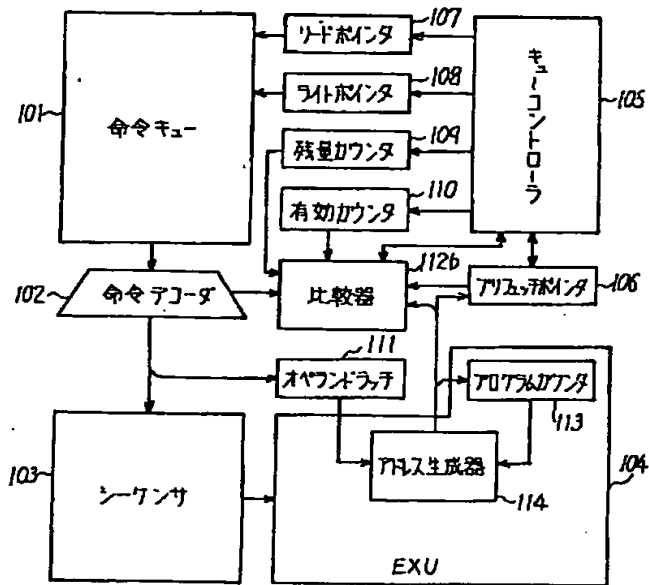 107
リードポインタ
108
ライトポインタ
101
命令キュー
キューコントローラ
105
109
残量カウンタ
110
有効カウンタ
112b
比較器
プリフェッチポインタ
106
102
命令デコーダ
111
オペランドラッチ
プログラムカウンタ
113
アドレス生成器
114
104
103
シーケンサ
EXU